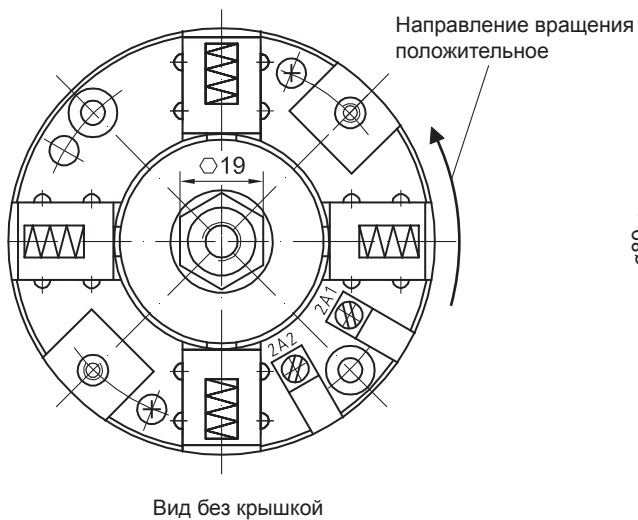 Направление вращения
положительное
⬡19
2A1
2A2
Вид без крышкой